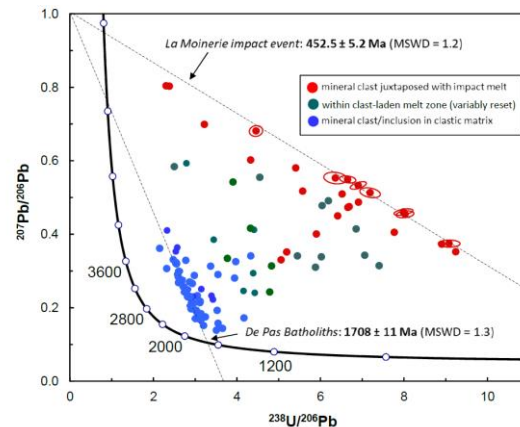 1.0
0.8
0.6
0.4
0.2
0.0
²⁰⁷Pb/²⁰⁶Pb
La Moinerie impact event: 452.5 ± 5.2 Ma (MSWD = 1.2)
mineral clast juxtaposed with impact melt
within clast-laden melt zone (variably reset)
mineral clast/inclusion in clastic matrix
3600
2800
2000
De Pas Batholiths: 1708 ± 11 Ma (MSWD = 1.3)
1200
0 2 4 6 8 10
²³⁸U/²⁰⁶Pb